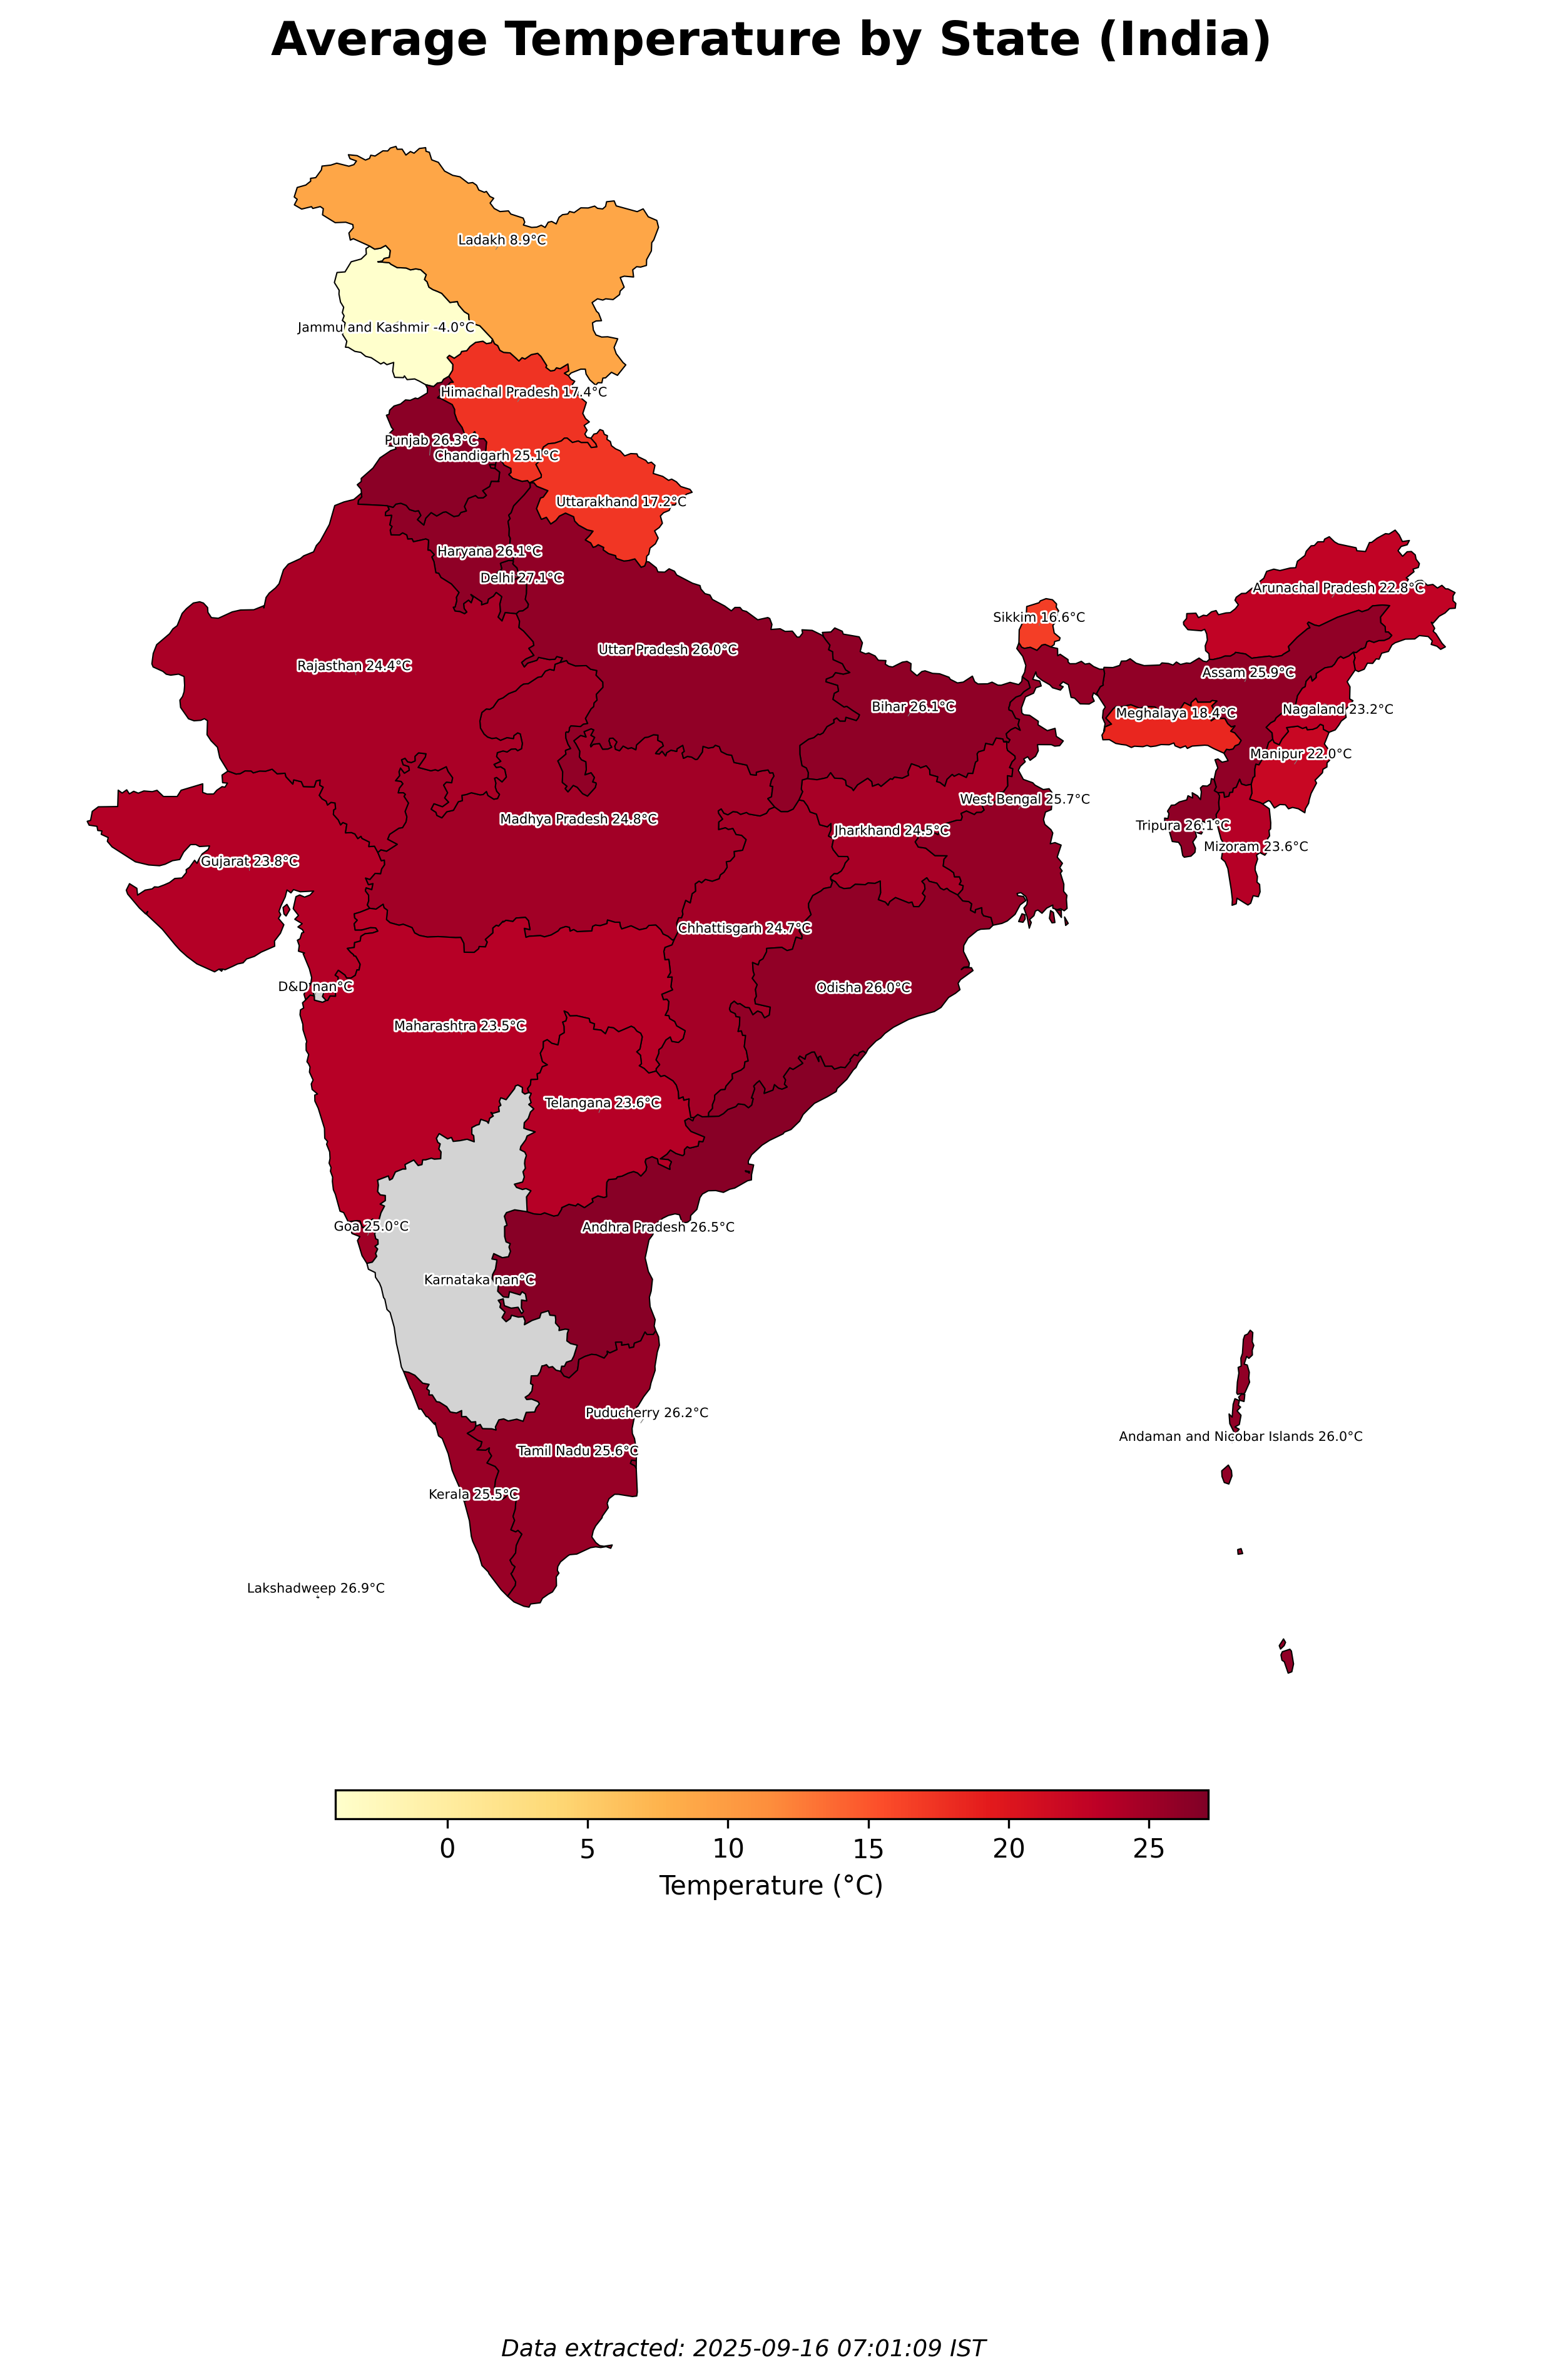 Average Temperature by State (India)
Ladakh 8.9°C
Jammu and Kashmir -4.0°C
Himachal Pradesh 17.4°C
Punjab 26.3°C
Chandigarh 25.1°C
Uttarakhand 17.2°C
Haryana 26.1°C
Delhi 27.1°C
Arunachal Pradesh 22.8°C
Sikkim 16.6°C
Uttar Pradesh 26.0°C
Rajasthan 24.4°C
Assam 25.9°C
Bihar 26.1°C
Nagaland 23.2°C
Meghalaya 18.4°C
Manipur 22.0°C
West Bengal 25.7°C
Madhya Pradesh 24.8°C
Tripura 26.1°C
Jharkhand 24.5°C
Mizoram 23.6°C
Gujarat 23.8°C
Chhattisgarh 24.7°C
D&D nan°C
Odisha 26.0°C
Maharashtra 23.5°C
Telangana 23.6°C
Goa 25.0°C
Andhra Pradesh 26.5°C
Karnataka nan°C
Puducherry 26.2°C
Andaman and Nicobar Islands 26.0°C
Tamil Nadu 25.6°C
Kerala 25.5°C
Lakshadweep 26.9°C
0 5 10 15 20 25
Temperature (°C)
Data extracted: 2025-09-16 07:01:09 IST